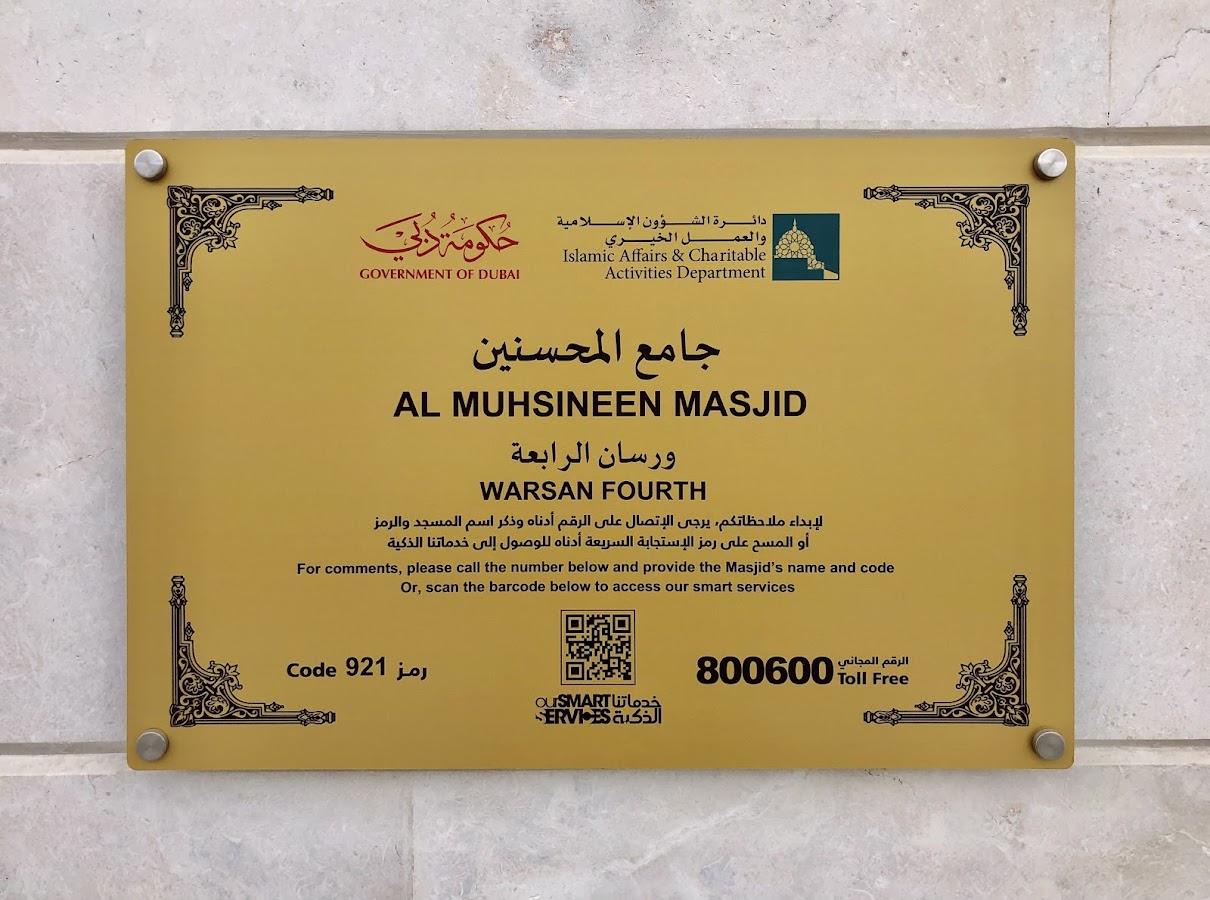 حكومة دبي
GOVERNMENT OF DUBAI
دائرة الشؤون الإسلامية
والعمل الخيري
Islamic Affairs & Charitable
Activities Department
جامع المحسنين
AL MUHSINEEN MASJID
ورسان الرابعة
WARSAN FOURTH
لإبداء ملاحظاتكم، يرجى الإتصال على الرقم أدناه وذكر اسم المسجد والرمز
أو المسح على رمز الإستجابة السريعة أدناه للوصول إلى خدماتنا الذكية
For comments, please call the number below and provide the Masjid's name and code
Or, scan the barcode below to access our smart services
Code 921 رمز
our SMART خدماتنا
SERVICES الذكية
800600
الرقم المجاني
Toll Free